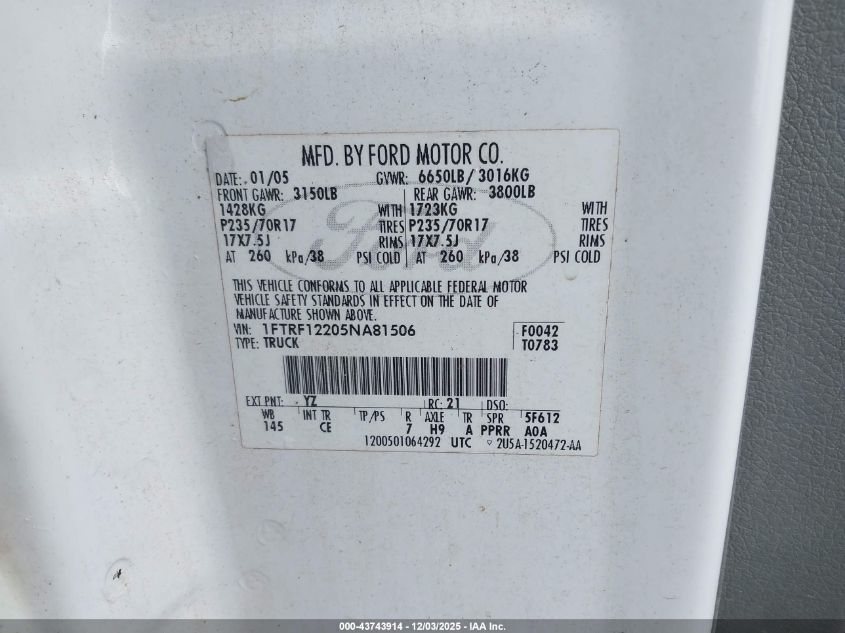 MFD. BY FORD MOTOR CO.
DATE: 01/05 GVWR: 6650LB/ 3016KG
FRONT GAWR: 3150LB REAR GAWR: 3800LB
1428KG WITH 1723KG WITH
P235/70R17 TIRES P235/70R17 TIRES
17X7.5J RIMS 17X7.5J RIMS
AT 260 kPa/38 PSI COLD AT 260 kPa/38 PSI COLD
Ford
THIS VEHICLE CONFORMS TO ALL APPLICABLE FEDERAL MOTOR
VEHICLE SAFETY STANDARDS IN EFFECT ON THE DATE OF
MANUFACTURE SHOWN ABOVE.
VIN: 1FTRF12205NA81506 F0042
TYPE: TRUCK T0783
EXT PNT: YZ RC: 21 DSO:
WB INT TR TP/PS R AXLE TR SPR 5F612
145 CE 7 H9 A PPRR A0A
1200501064292 UTC 2U5A-1520472-AA
000-43743914 - 12/03/2025 - IAA Inc.